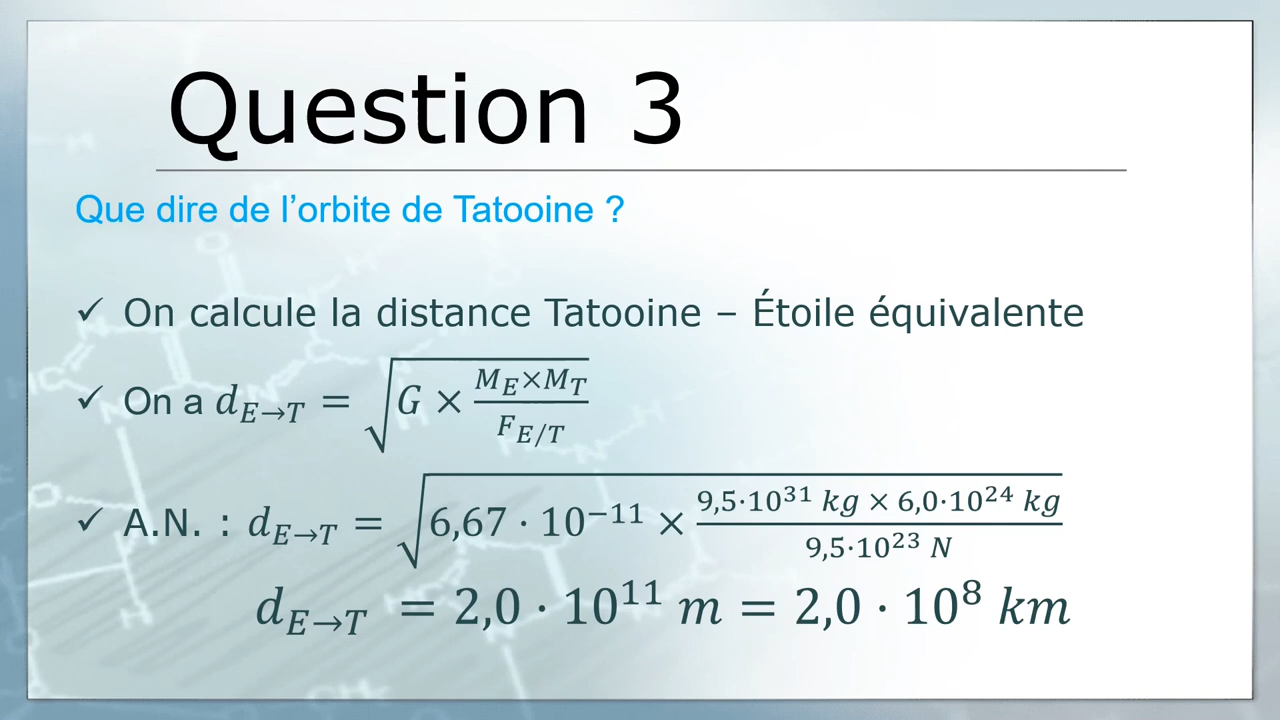 Question 3
Que dire de l’orbite de Tatooine ?
✓ On calcule la distance Tatooine – Étoile équivalente
✓ On a d_{E→T} = √(G × (M_E×M_T)/(F_{E/T}))
✓ A.N. : d_{E→T} = √(6,67 · 10^{−11} × (9,5·10^{31} kg × 6,0·10^{24} kg)/(9,5·10^{23} N))
d_{E→T} = 2,0 · 10^{11} m = 2,0 · 10^{8} km